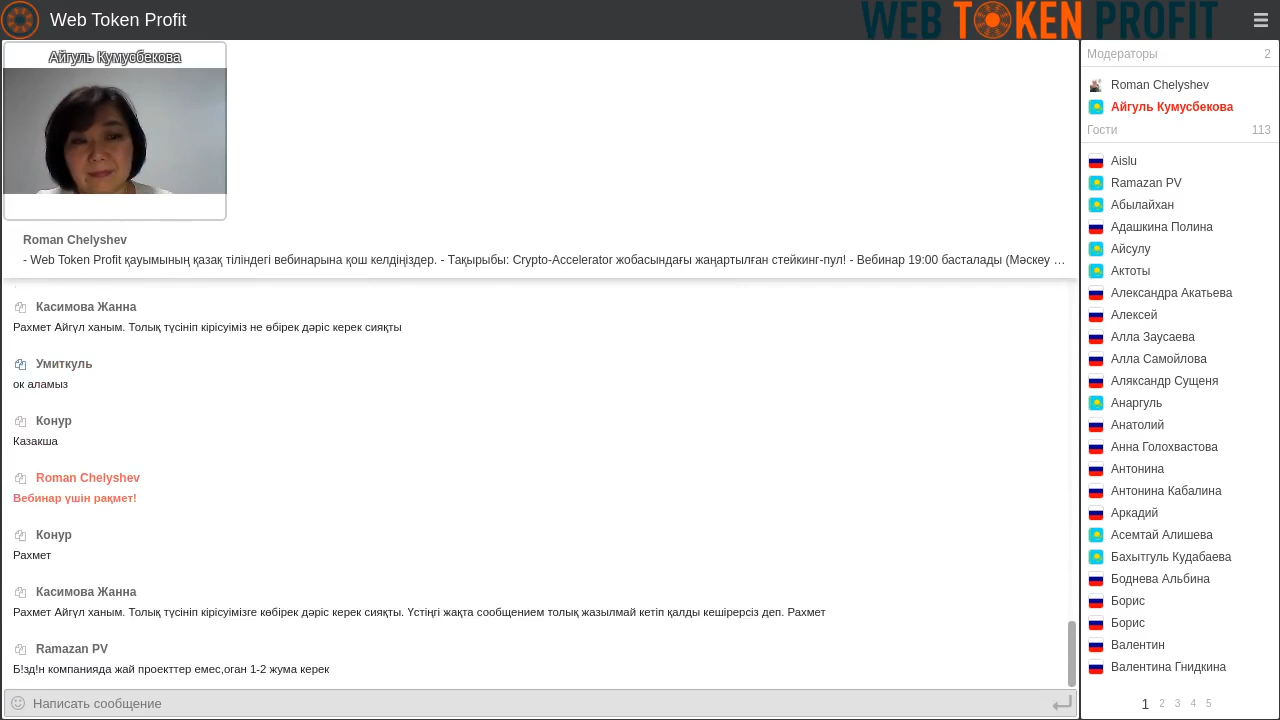 Web Token Profit
WEB TOKEN PROFIT
Айгуль Кумусбекова
Roman Chelyshev
- Web Token Profit қауымының қазақ тіліндегі вебинарына қош келдіңіздер. - Тақырыбы: Crypto-Accelerator жобасындағы жаңартылған стейкинг-пул! - Вебинар 19:00 басталады (Мәскеу …
Касимова Жанна
Рахмет Айгүл ханым. Толық түсініп кірісуіміз не өбірек дәріс керек сияқты
Умиткуль
ок аламыз
Конур
Казакша
Roman Chelyshev
Вебинар үшін рақмет!
Конур
Рахмет
Касимова Жанна
Рахмет Айгүл ханым. Толық түсініп кірісуімізге көбірек дәріс керек сияқты. Үстіңгі жақта сообщением толық жазылмай кетіп қалды кешірерсіз деп. Рахмет
Ramazan PV
Б!зд!н компанияда жай проекттер емес,оган 1-2 жума керек
Написать сообщение
Модераторы 2
Roman Chelyshev
Айгуль Кумусбекова
Гости 113
Aislu
Ramazan PV
Абылайхан
Адашкина Полина
Айсулу
Актоты
Александра Акатьева
Алексей
Алла Заусаева
Алла Самойлова
Аляксандр Сущеня
Анаргуль
Анатолий
Анна Голохвастова
Антонина
Антонина Кабалина
Аркадий
Асемтай Алишева
Бахытгуль Кудабаева
Боднева Альбина
Борис
Борис
Валентин
Валентина Гнидкина
1 2 3 4 5